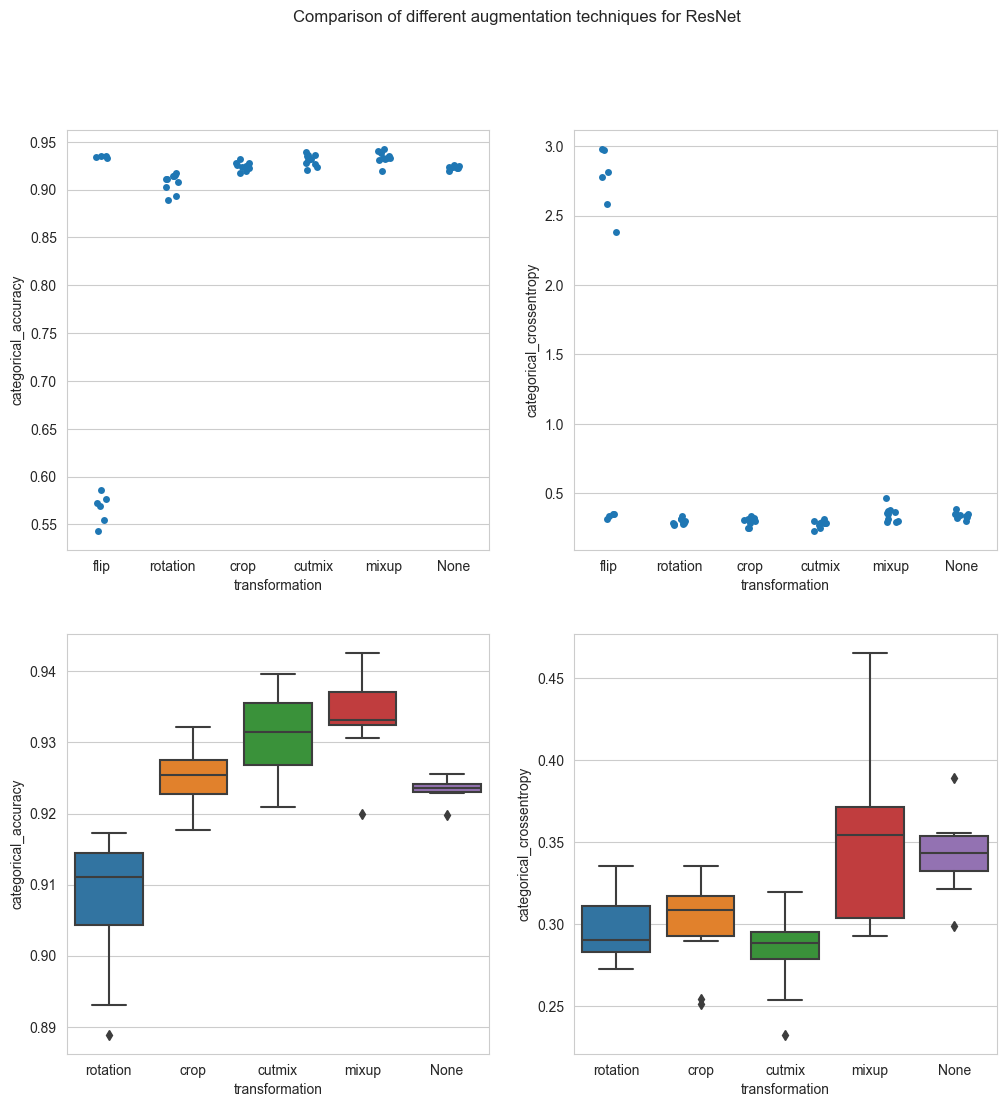 Comparison of different augmentation techniques for ResNet
categorical_accuracy
0.95
0.90
0.85
0.80
0.75
0.70
0.65
0.60
0.55
flip rotation crop cutmix mixup None
transformation
categorical_crossentropy
3.0
2.5
2.0
1.5
1.0
0.5
flip rotation crop cutmix mixup None
transformation
categorical_accuracy
0.94
0.93
0.92
0.91
0.90
0.89
rotation crop cutmix mixup None
transformation
categorical_crossentropy
0.45
0.40
0.35
0.30
0.25
rotation crop cutmix mixup None
transformation